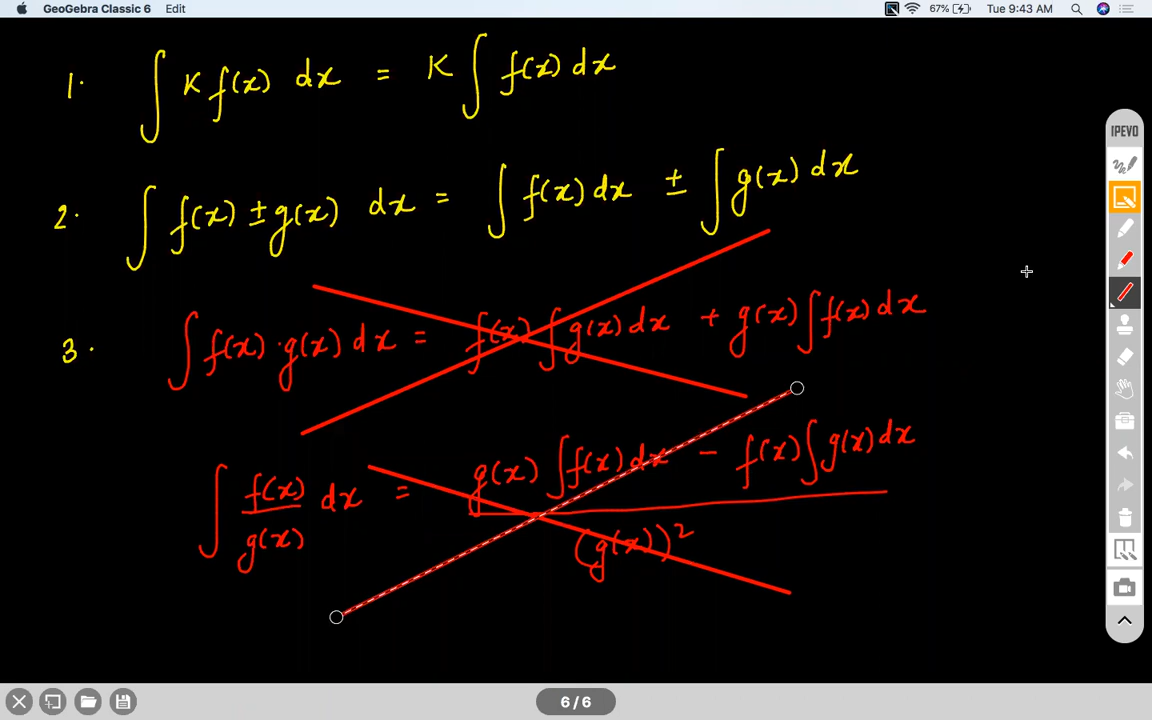 GeoGebra Classic 6 Edit 67% Tue 9:43 AM
1. ∫ K f(x) dx = K ∫ f(x) dx
2. ∫ f(x) ± g(x) dx = ∫ f(x) dx ± ∫ g(x) dx
3. ∫ f(x) · g(x) dx = f(x) ∫ g(x) dx + g(x) ∫ f(x) dx
∫ f(x)/g(x) dx = g(x) ∫ f(x) dx - f(x) ∫ g(x) dx / (g(x))²
IPEVO
6 / 6